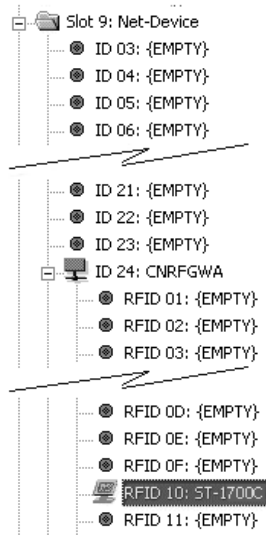 Slot 9: Net-Device
ID 03: {EMPTY}
ID 04: {EMPTY}
ID 05: {EMPTY}
ID 06: {EMPTY}
ID 21: {EMPTY}
ID 22: {EMPTY}
ID 23: {EMPTY}
ID 24: CNRFGWA
RFID 01: {EMPTY}
RFID 02: {EMPTY}
RFID 03: {EMPTY}
RFID 0D: {EMPTY}
RFID 0E: {EMPTY}
RFID 0F: {EMPTY}
RFID 10: ST-1700C
RFID 11: {EMPTY}